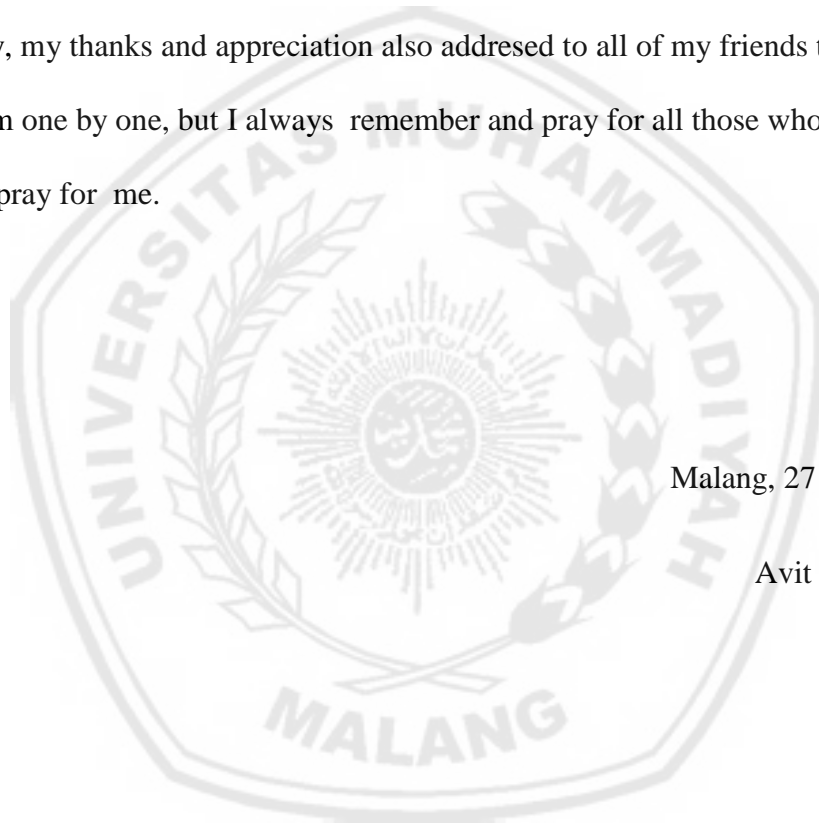 , my thanks and appreciation also addresed to all of my friends
one by one, but I always remember and pray for all those who
pray for me.
UNIVERSITAS MUHAMMADIYAH
Malang, 27
Avit
MALANG